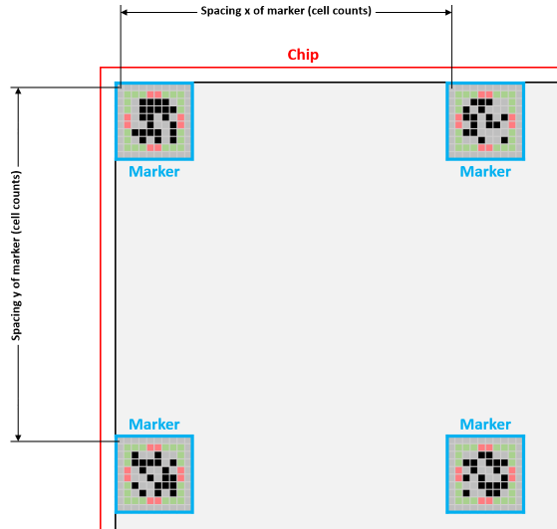 Spacing x of marker (cell counts)
Chip
Marker
Marker
Spacing y of marker (cell counts)
Marker
Marker